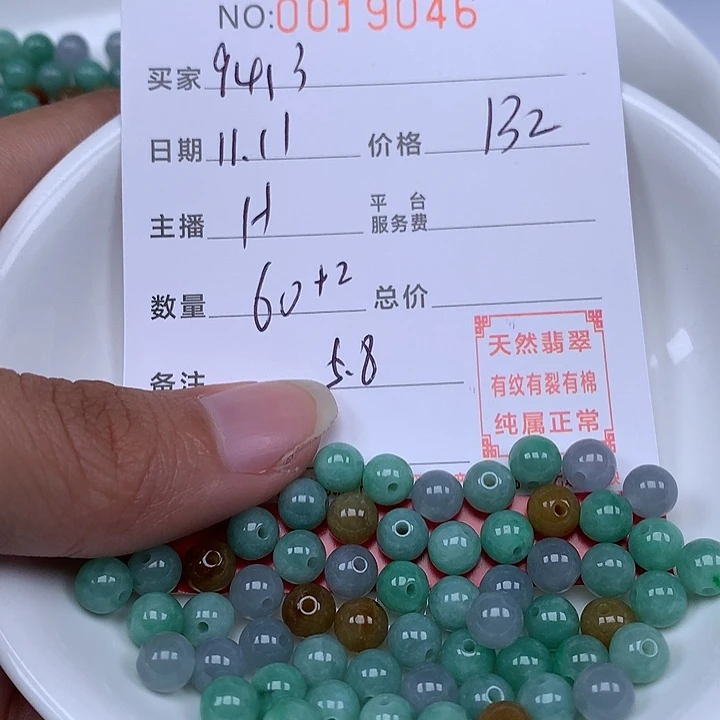 NO:0019046
买家 9413
日期 11.11 价格 132
主播 H 平台服务费
数量 60+2 总价
备注 5.8
天然翡翠
有纹有裂有棉
纯属正常